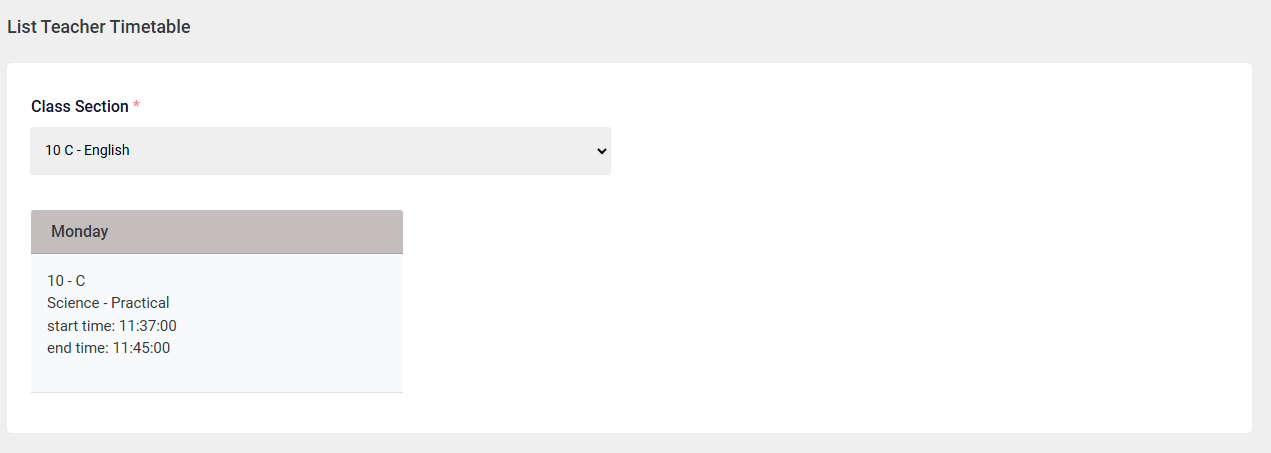 List Teacher Timetable
Class Section *
10 C - English
Monday
10 - C
Science - Practical
start time: 11:37:00
end time: 11:45:00